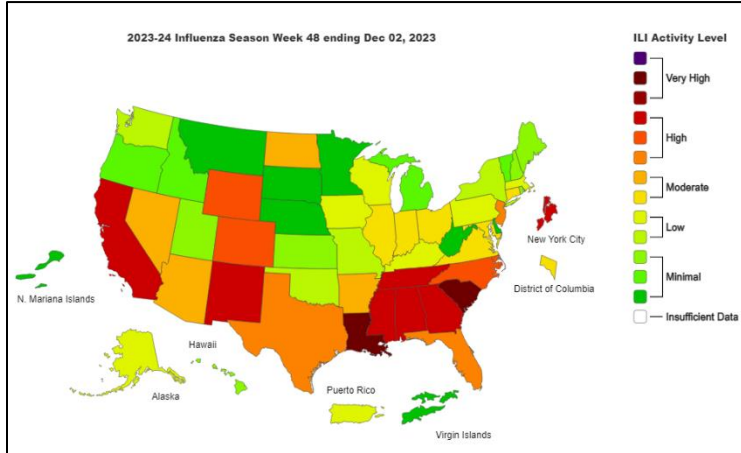 2023-24 Influenza Season Week 48 ending Dec 02, 2023
ILI Activity Level
Very High
High
Moderate
Low
Minimal
Insufficient Data
New York City
District of Columbia
N. Mariana Islands
Hawaii
Alaska
Puerto Rico
Virgin Islands